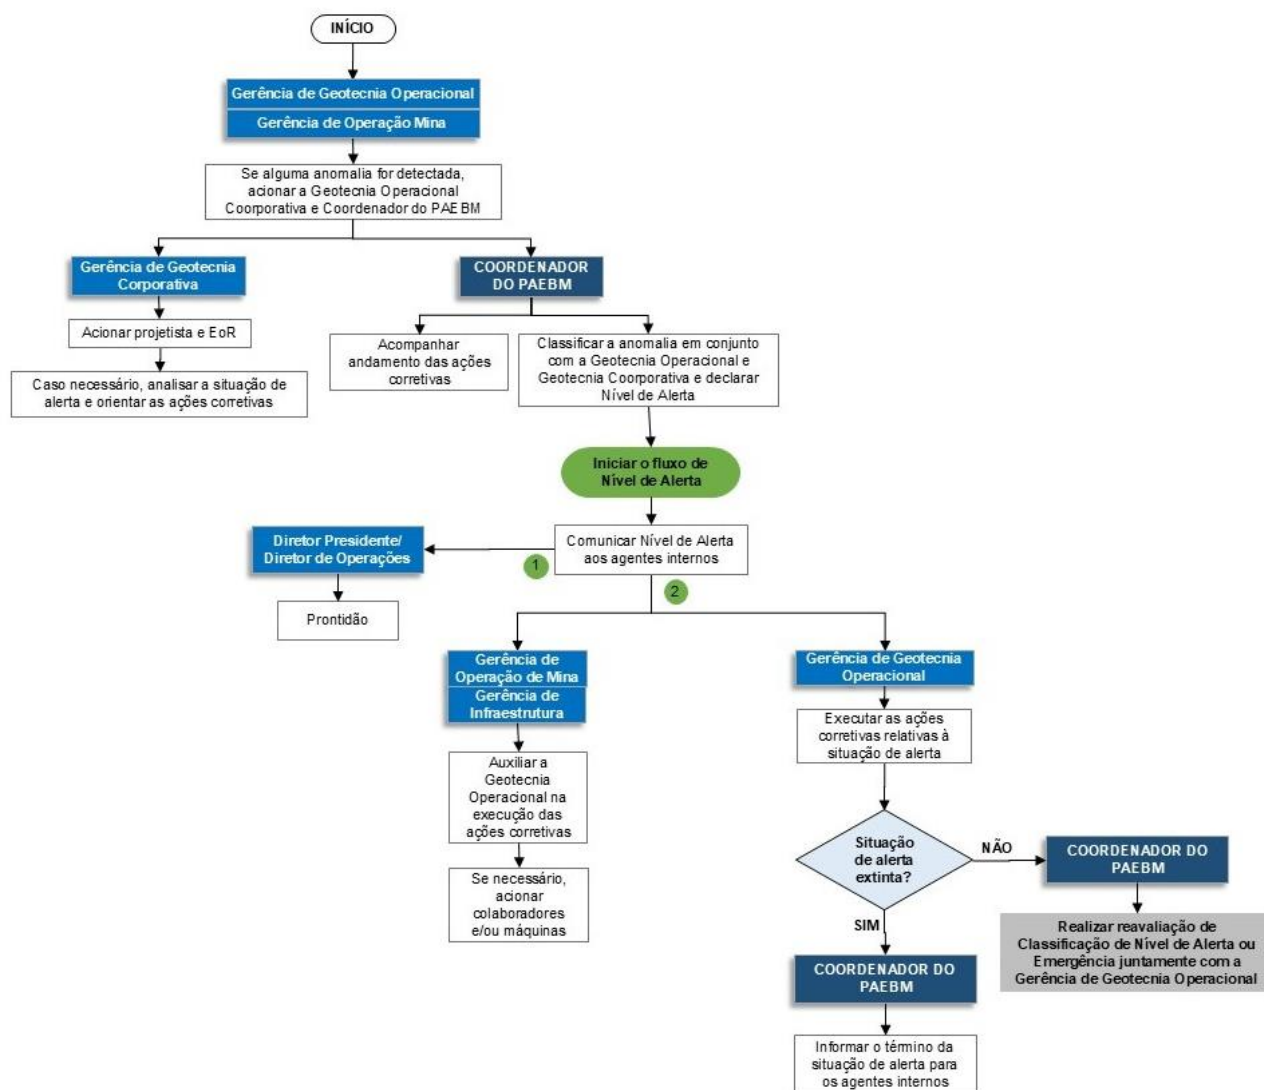 INÍCIO
Gerência de Geotecnia Operacional
Gerência de Operação Mina
Se alguma anomalia for detectada,
acionar a Geotecnia Operacional
Coorporativa e Coordenador do PAEBM
Gerência de Geotecnia
Corporativa
Acionar projetista e EoR
Caso necessário, analisar a situação de
alerta e orientar as ações corretivas
COORDENADOR
DO PAEBM
Acompanhar
andamento das ações
corretivas
Classificar a anomalia em conjunto
com a Geotecnia Operacional e
Geotecnia Coorporativa e declarar
Nível de Alerta
Iniciar o fluxo de
Nível de Alerta
Comunicar Nível de Alerta
aos agentes internos
1
Diretor Presidente/
Diretor de Operações
Prontidão
2
Gerência de
Operação de Mina
Gerência de
Infraestrutura
Auxiliar a
Geotecnia
Operacional na
execução das
ações corretivas
Se necessário,
acionar
colaboradores
e/ou máquinas
Gerência de Geotecnia
Operacional
Executar as ações
corretivas relativas à
situação de alerta
Situação
de alerta
extinta?
NÃO
COORDENADOR DO
PAEBM
Realizar reavaliação de
Classificação de Nível de Alerta ou
Emergência juntamente com a
Gerência de Geotecnia Operacional
SIM
COORDENADOR DO
PAEBM
Informar o término da
situação de alerta para
os agentes internos